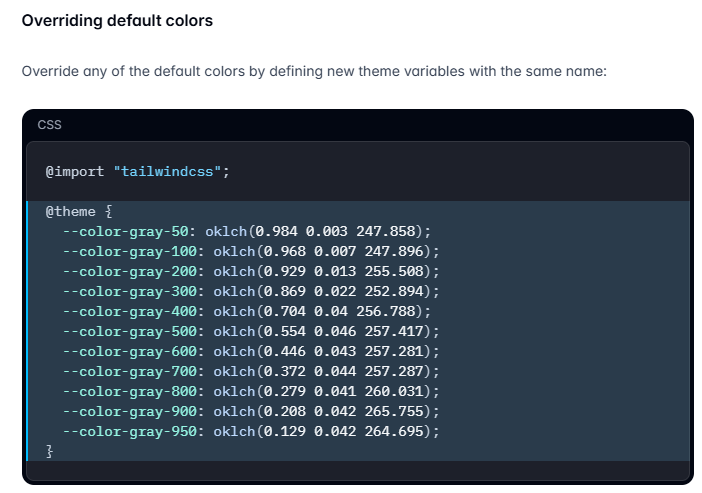 Overriding default colors
Override any of the default colors by defining new theme variables with the same name:
CSS
@import "tailwindcss";
@theme {
  --color-gray-50: oklch(0.984 0.003 247.858);
  --color-gray-100: oklch(0.968 0.007 247.896);
  --color-gray-200: oklch(0.929 0.013 255.508);
  --color-gray-300: oklch(0.869 0.022 252.894);
  --color-gray-400: oklch(0.704 0.04 256.788);
  --color-gray-500: oklch(0.554 0.046 257.417);
  --color-gray-600: oklch(0.446 0.043 257.281);
  --color-gray-700: oklch(0.372 0.044 257.287);
  --color-gray-800: oklch(0.279 0.041 260.031);
  --color-gray-900: oklch(0.208 0.042 265.755);
  --color-gray-950: oklch(0.129 0.042 264.695);
}